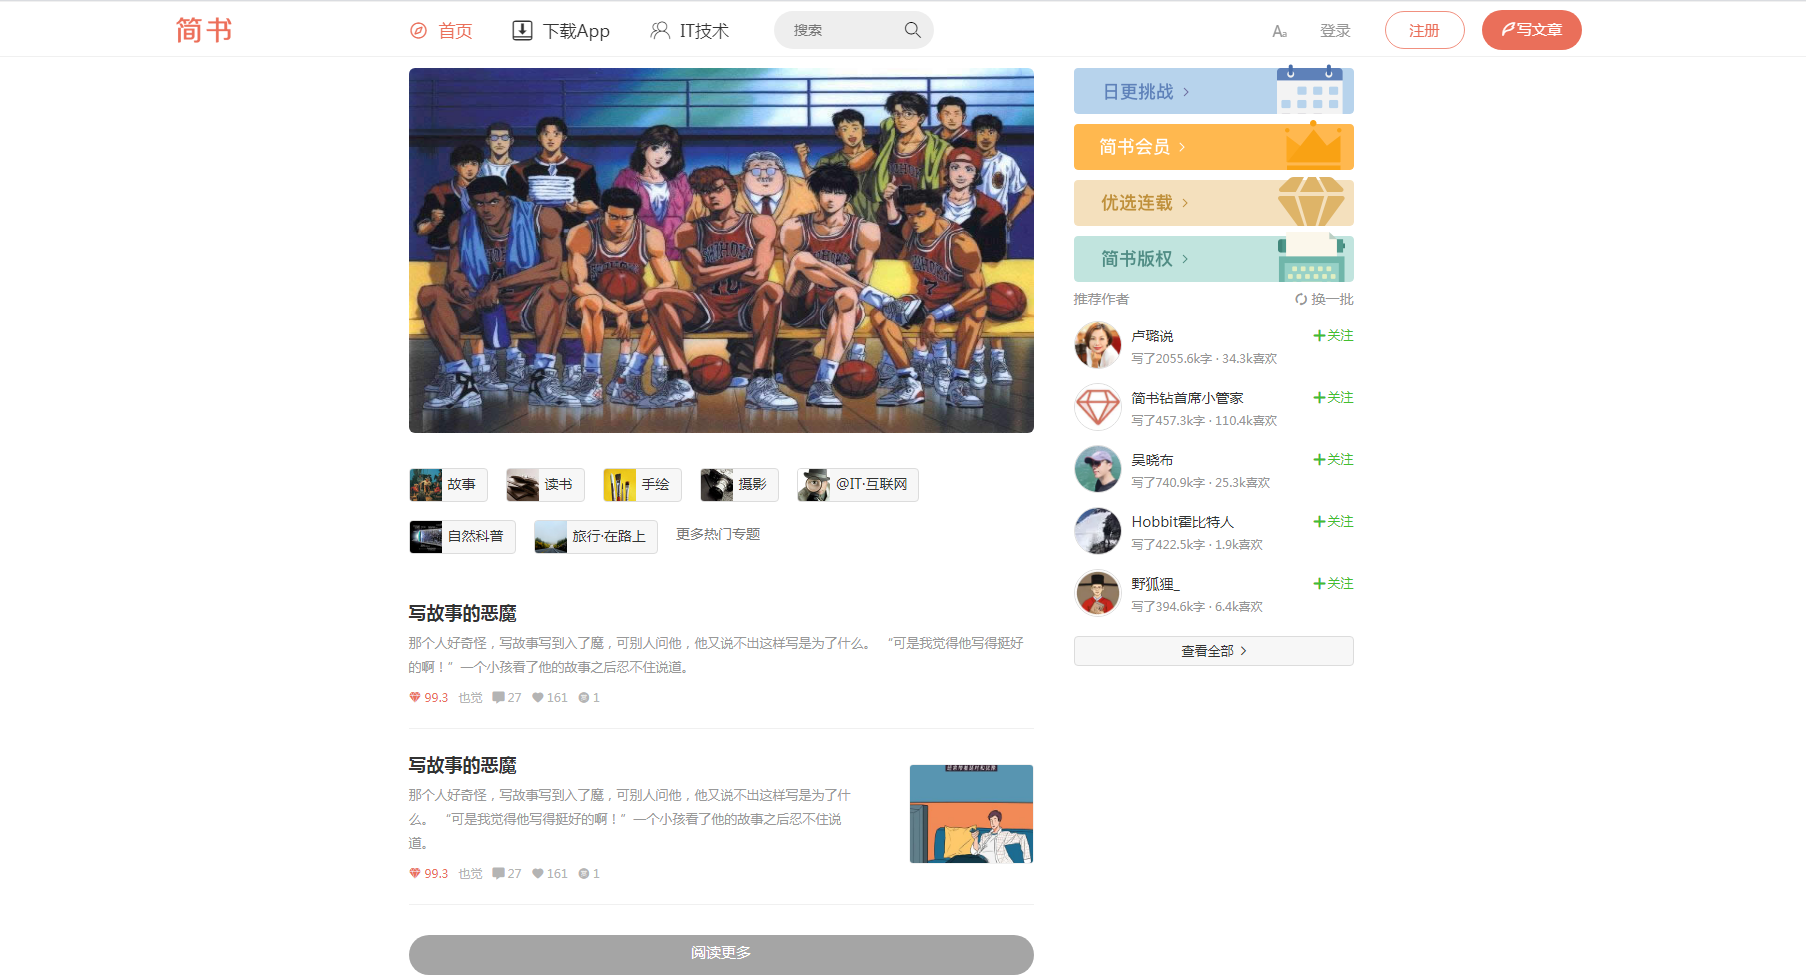 简书
首页
下载App
IT技术
搜索
Aa
登录
注册
写文章
日更挑战
简书会员
优选连载
简书版权
推荐作者
换一批
卢璐说
关注
写了2055.6k字 · 34.3k喜欢
简书钻首席小管家
关注
写了457.3k字 · 110.4k喜欢
吴晓布
关注
写了740.9k字 · 25.3k喜欢
Hobbit霍比特人
关注
写了422.5k字 · 1.9k喜欢
野狐狸_
关注
写了394.6k字 · 6.4k喜欢
查看全部
故事
读书
手绘
摄影
@IT·互联网
自然科普
旅行·在路上
更多热门专题
写故事的恶魔
那个人好奇怪，写故事写到入了魔，可别人问他，他又说不出这样写是为了什么。 “可是我觉得他写得挺好
的啊！”一个小孩看了他的故事之后忍不住说道。
99.3 也觉 27 161 1
写故事的恶魔
那个人好奇怪，写故事写到入了魔，可别人问他，他又说不出这样写是为了什
么。 “可是我觉得他写得挺好的啊！”一个小孩看了他的故事之后忍不住说
道。
99.3 也觉 27 161 1
阅读更多